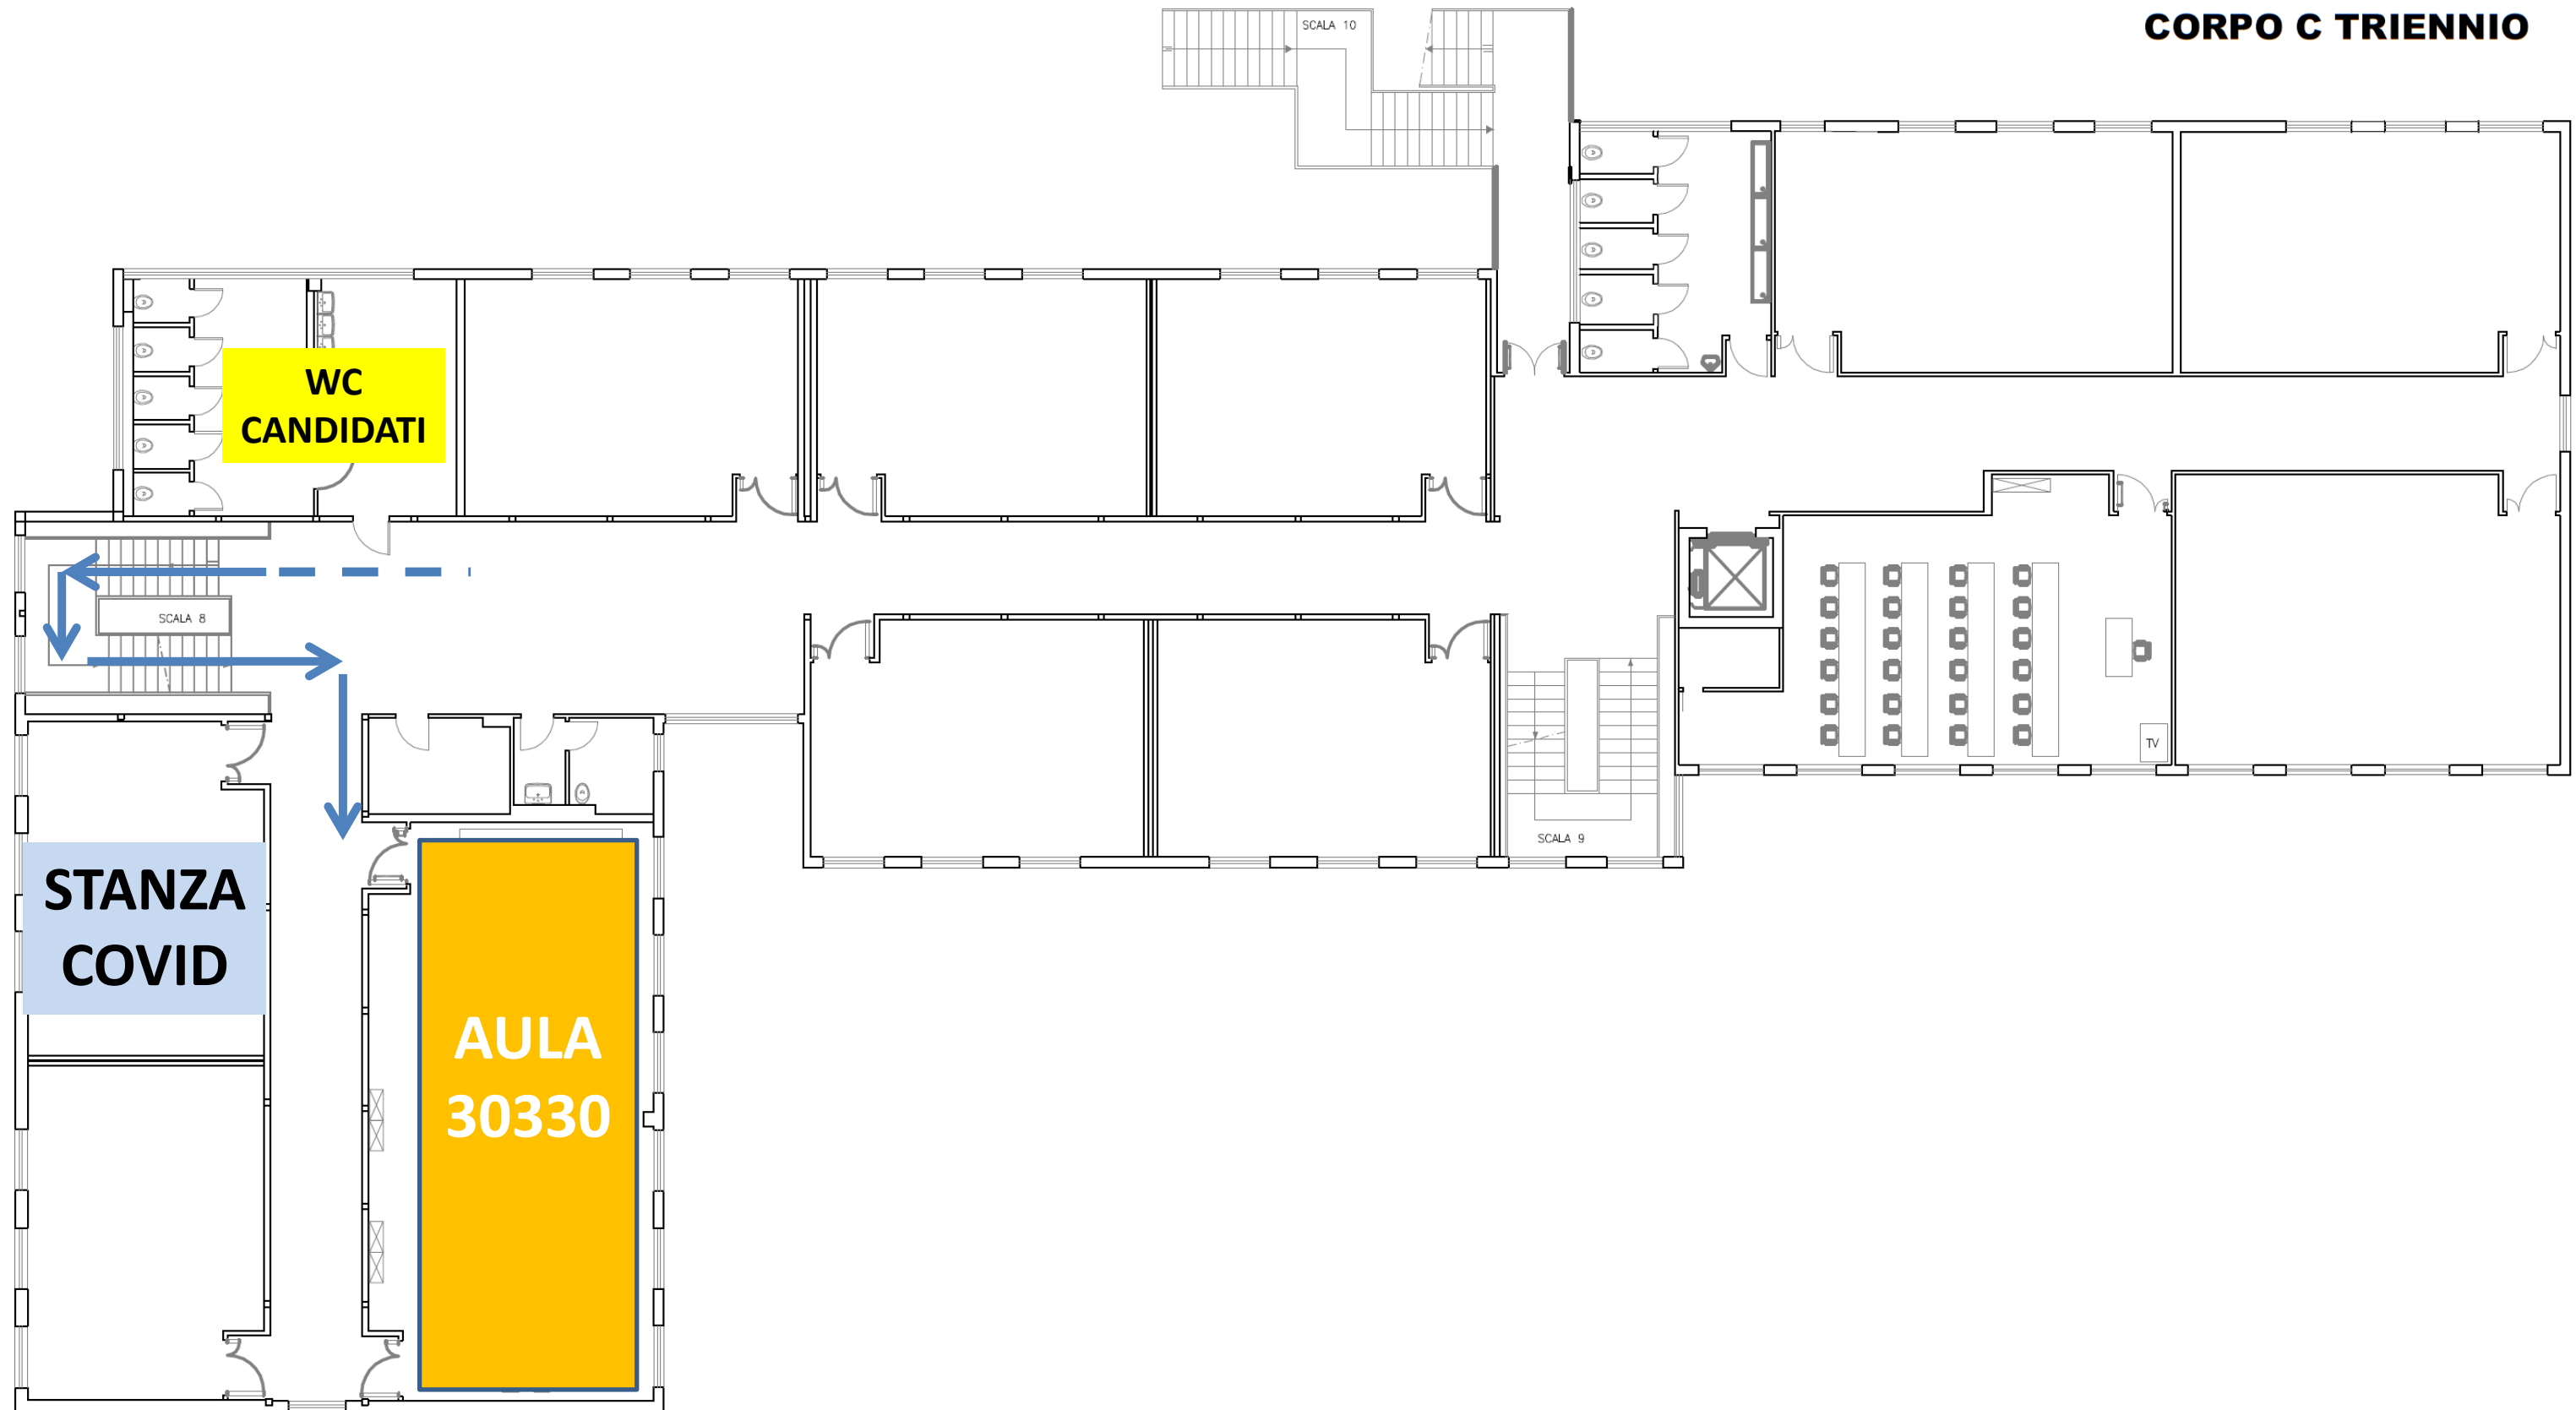 CORPO C TRIENNIO
SCALA 10
WC
CANDIDATI
SCALA 8
TV
SCALA 9
STANZA
COVID
AULA
30330